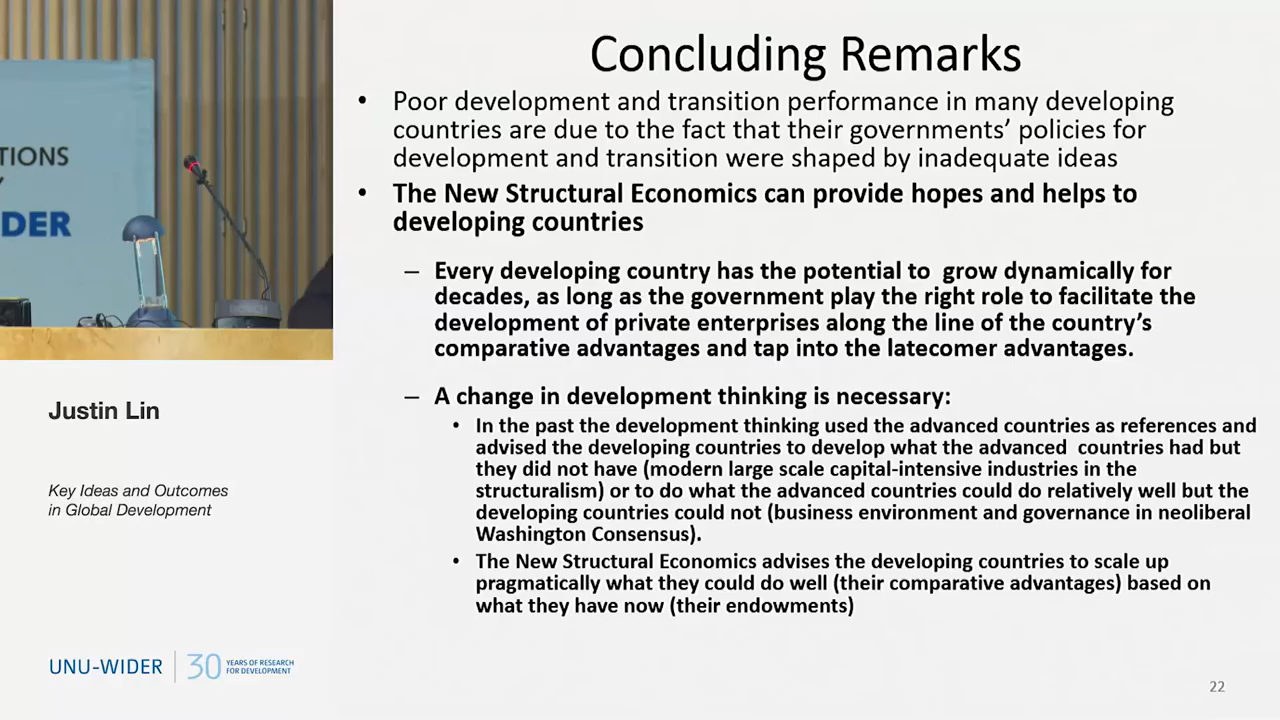 Concluding Remarks
• Poor development and transition performance in many developing
countries are due to the fact that their governments’ policies for
development and transition were shaped by inadequate ideas
• The New Structural Economics can provide hopes and helps to
developing countries
– Every developing country has the potential to grow dynamically for
decades, as long as the government play the right role to facilitate the
development of private enterprises along the line of the country’s
comparative advantages and tap into the latecomer advantages.
– A change in development thinking is necessary:
• In the past the development thinking used the advanced countries as references and
advised the developing countries to develop what the advanced countries had but
they did not have (modern large scale capital-intensive industries in the
structuralism) or to do what the advanced countries could do relatively well but the
developing countries could not (business environment and governance in neoliberal
Washington Consensus).
• The New Structural Economics advises the developing countries to scale up
pragmatically what they could do well (their comparative advantages) based on
what they have now (their endowments)
22
TIONS
Y
DER
Justin Lin
Key Ideas and Outcomes
in Global Development
UNU-WIDER
30 YEARS OF RESEARCH
FOR DEVELOPMENT